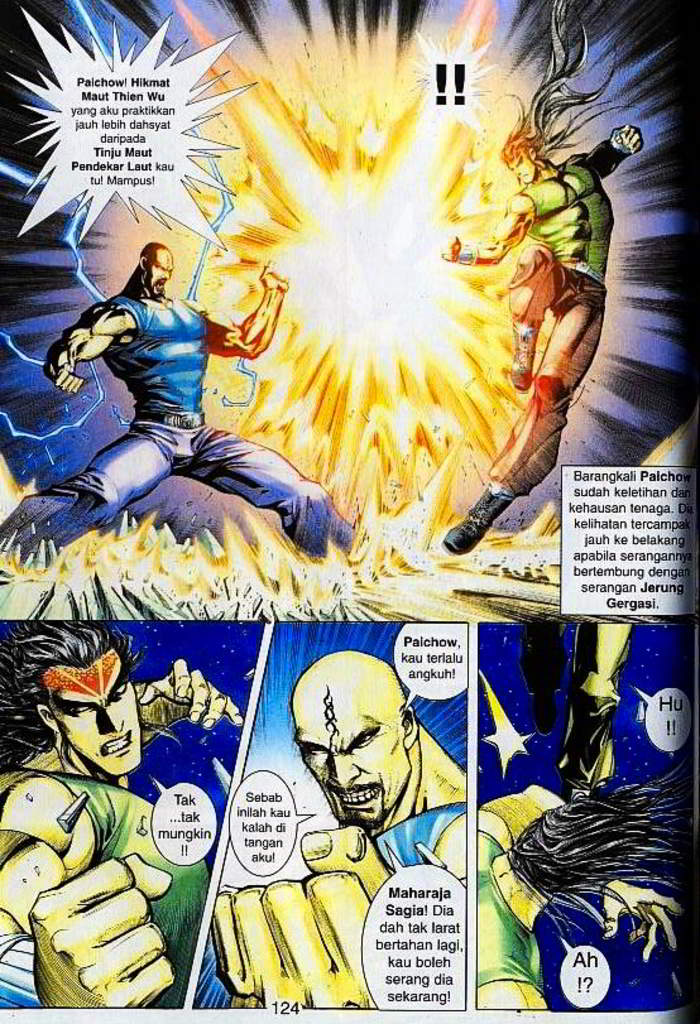 Paichow! Hikmat
Maut Thien Wu
yang aku praktikkan
jauh lebih dahsyat
daripada
Tinju Maut
Pendekar Laut kau
tu! Mampus!
!!
Barangkali Paichow
sudah keletihan dan
kehausan tenaga. Dia
kelihatan tercampak
jauh ke belakang
apabila serangannya
bertembung dengan
serangan Jerung
Gergasi.
Tak
...tak
mungkin
!!
Paichow,
kau terlalu
angkuh!
Sebab
inilah kau
kalah di
tangan
aku!
Maharaja
Sagia! Dia
dah tak larat
bertahan lagi,
kau boleh
serang dia
sekarang!
Hu
!!
Ah
!?
124